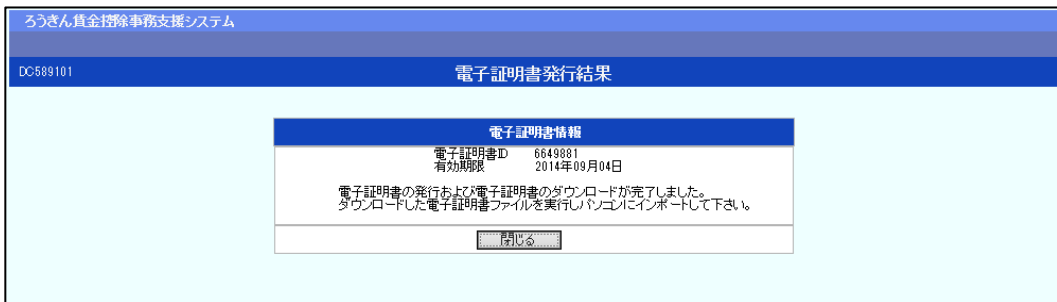 ろうきん賃金控除事務支援システム
DC589101
電子証明書発行結果
電子証明書情報
電子証明書ID 6649881
有効期限 2014年09月04日
電子証明書の発行および電子証明書のダウンロードが完了しました。
ダウンロードした電子証明書ファイルを実行しパソコンにインポートして下さい。
閉じる